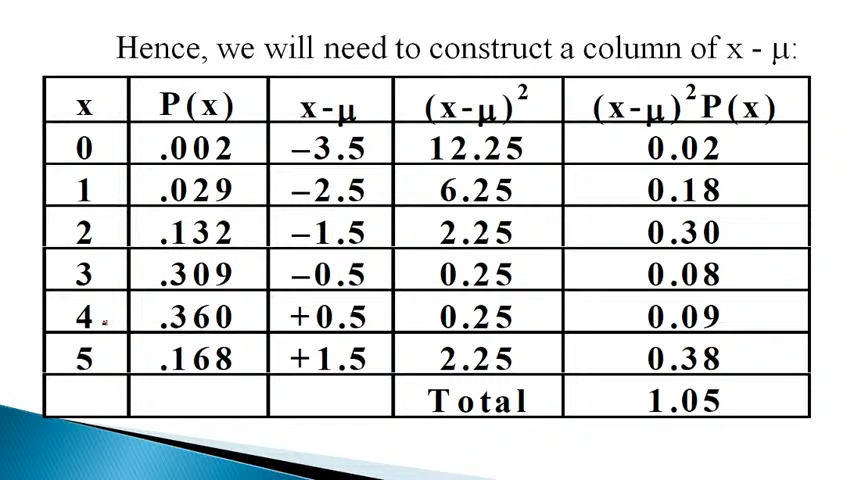 Hence, we will need to construct a column of x - μ:
x P(x) x-μ (x-μ)² (x-μ)²P(x)
0 .002 –3.5 12.25 0.02
1 .029 –2.5 6.25 0.18
2 .132 –1.5 2.25 0.30
3 .309 –0.5 0.25 0.08
4 .360 +0.5 0.25 0.09
5 .168 +1.5 2.25 0.38
Total 1.05